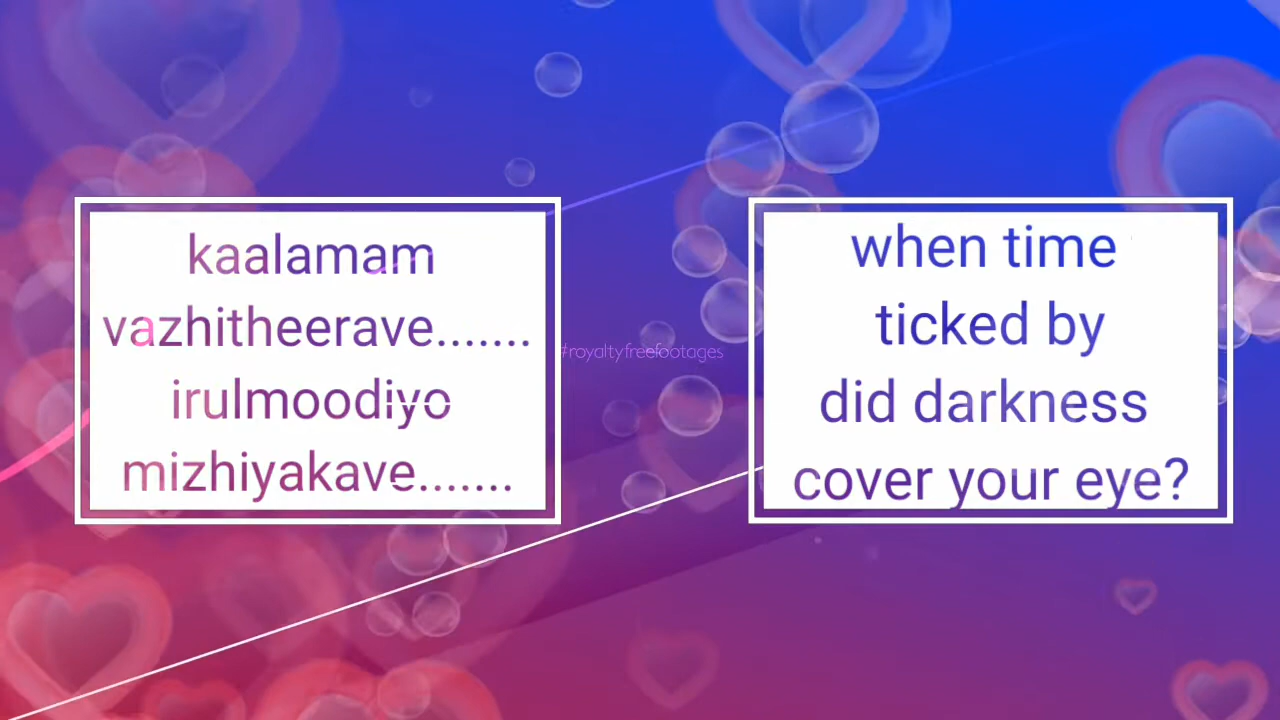 kaalamam
vazhitheerave.......
irulmoodiyo
mizhiyakave.......
#royaltyfreefootages
when time
ticked by
did darkness
cover your eye?